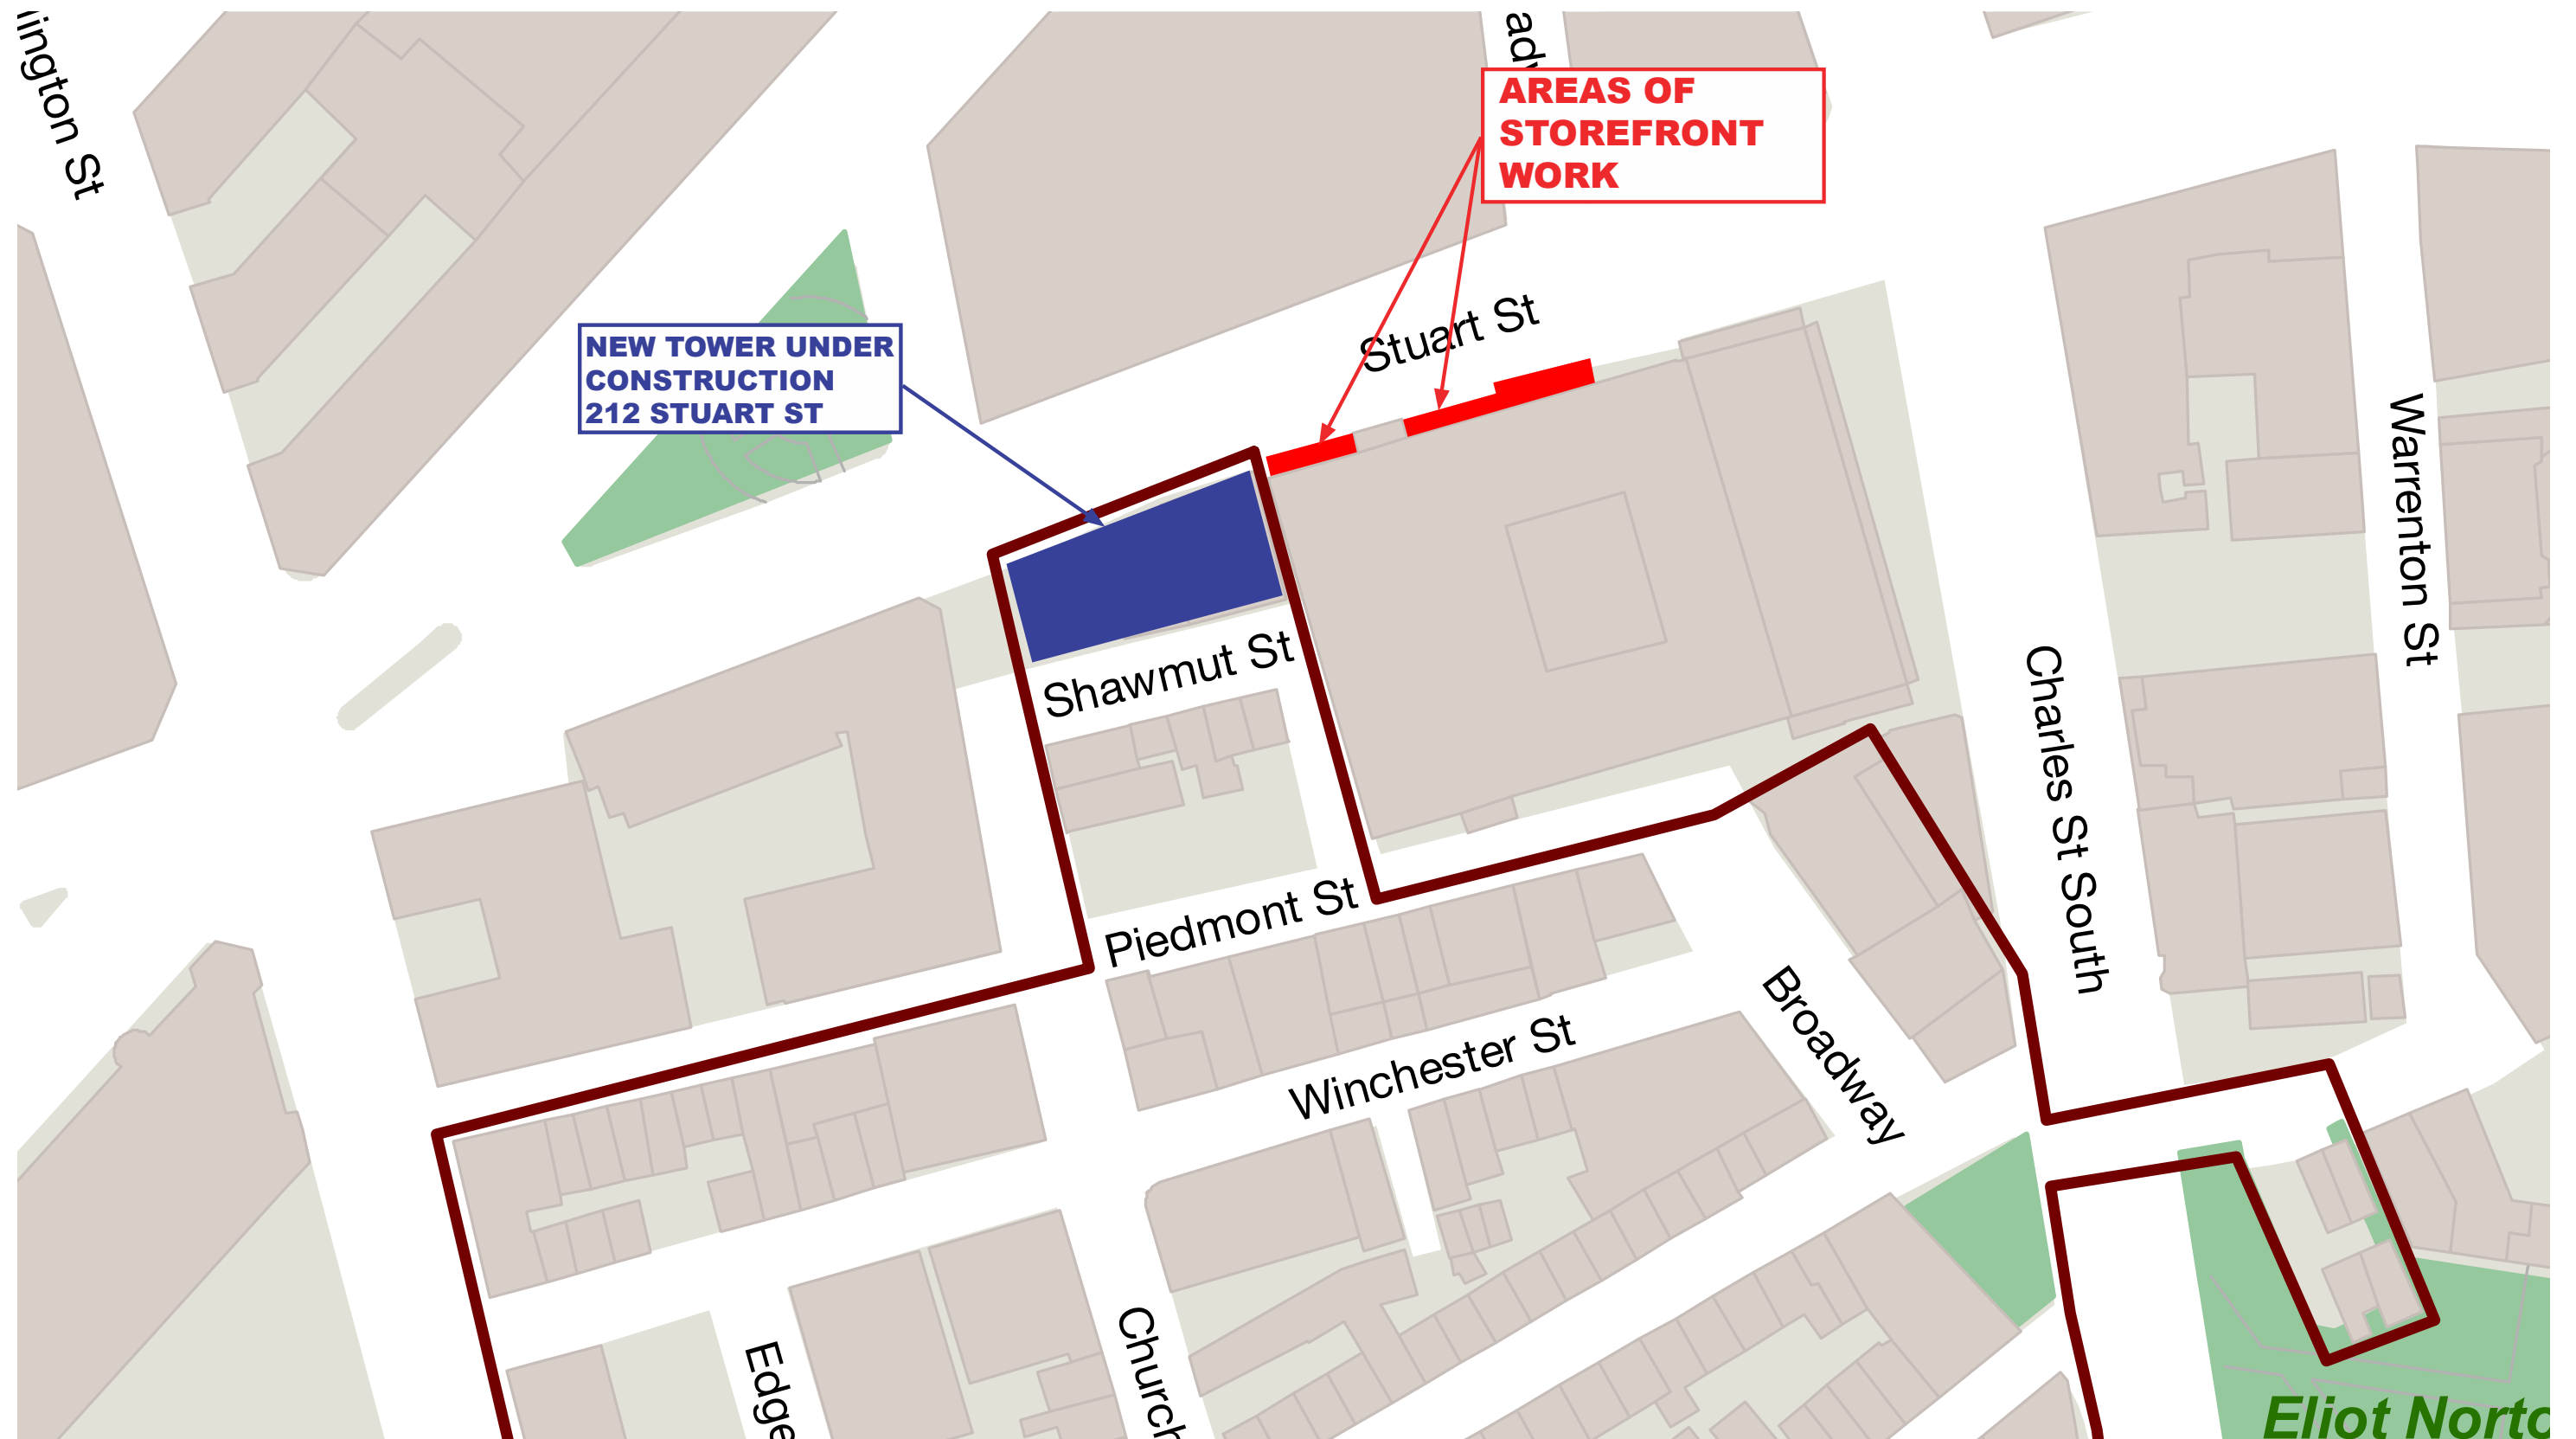 ington St
adw
AREAS OF
STOREFRONT
WORK
Stuart St
NEW TOWER UNDER
CONSTRUCTION
212 STUART ST
Warrenton St
Shawmut St
Charles St South
Piedmont St
Broadway
Winchester St
Church
Edge
Eliot Norto